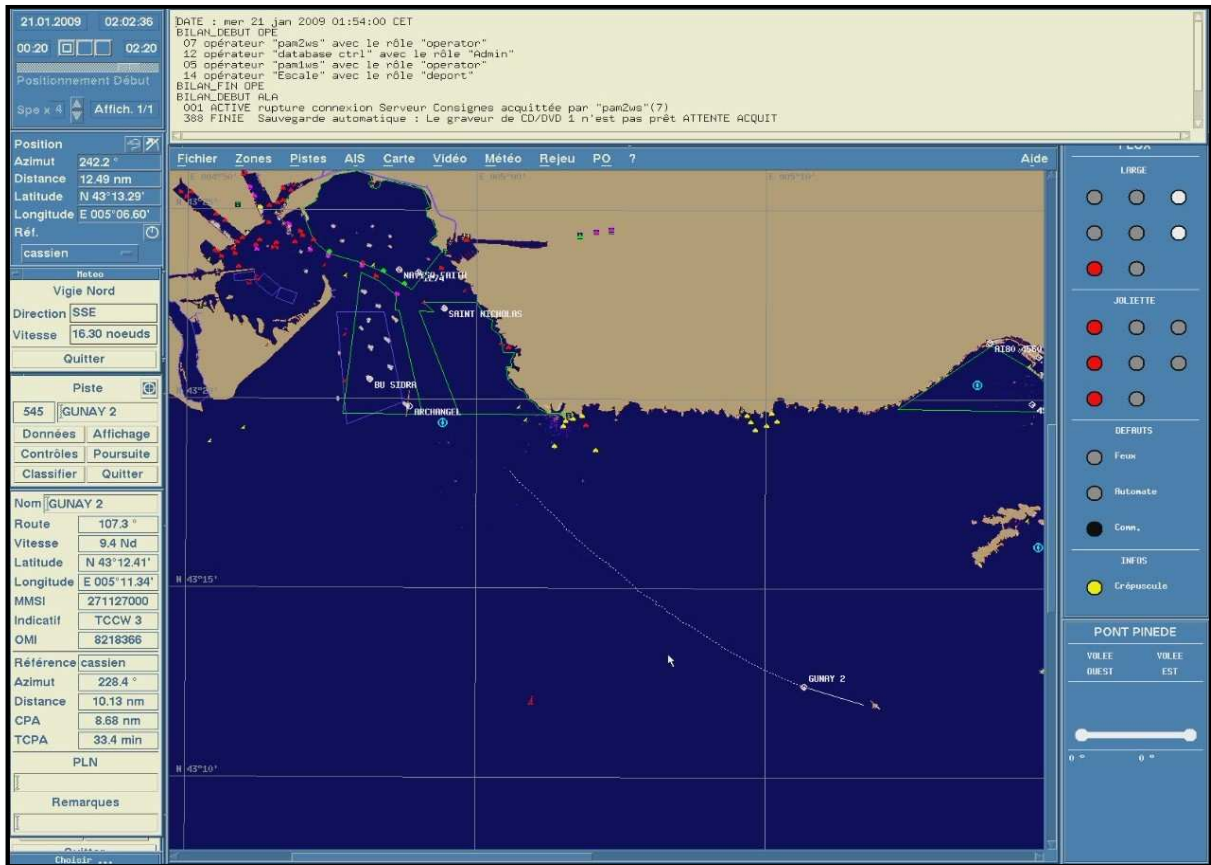 21.01.2009 02:02:36
00:20 02:20
Positionnement Début
Spe x 4 Affich. 1/1
DATE : mer 21 jan 2009 01:54:00 CET
BILAN_DEBUT OPE
07 opérateur "pam2ws" avec le rôle "operator"
12 opérateur "database ctrl" avec le rôle "Admin"
05 opérateur "pam1ws" avec le rôle "operator"
14 opérateur "Escale" avec le rôle "deport"
BILAN_FIN OPE
BILAN_DEBUT ALA
001 ACTIVE rupture connexion Serveur Consignes acquittée par "pam2ws"(7)
388 FINIE Sauvegarde automatique : Le graveur de CD/DVD 1 n'est pas prêt ATTENTE ACQUIT
Position
Azimut 242.2 °
Distance 12.49 nm
Latitude N 43°13.29'
Longitude E 005°06.60'
Réf.
cassien
Meteo
Vigie Nord
Direction SSE
Vitesse 16.30 noeuds
Quitter
Piste
545 GUNAY 2
Données Affichage
Contrôles Poursuite
Classifier Quitter
Nom GUNAY 2
Route 107.3 °
Vitesse 9.4 Nd
Latitude N 43°12.41'
Longitude E 005°11.34'
MMSI 271127000
Indicatif TCCW 3
OMI 8218366
Référence cassien
Azimut 228.4 °
Distance 10.13 nm
CPA 8.68 nm
TCPA 33.4 min
PLN
Remarques
Quitter
Choisir ...
Fichier Zones Pistes AIS Carte Vidéo Météo Rejeu PO ? Aide
E 005°00' E 005°10'
SAINT NICHOLAS
BU SIDRA
ARCHANGEL
N 43°20'
N 43°15'
GUNAY 2
N 43°10'
FEUX
LARGE
JOLIETTE
DEFAUTS
Feux
Automate
Comm.
INFOS
Crépuscule
PONT PINEDE
VOLEE VOLEE
OUEST EST
0 ° 0 °